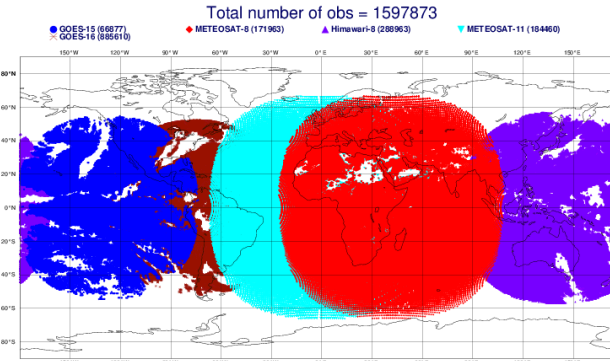 Total number of obs = 1597873
GOES-15 (66877) METEOSAT-8 (171963) Himawari-8 (288963) METEOSAT-11 (184460)
GOES-16 (885610)
150°W 120°W 90°W 60°W 30°W 0°E 30°E 60°E 90°E 120°E 150°E
80°N
60°N
40°N
20°N
0°N
20°S
40°S
60°S
80°S